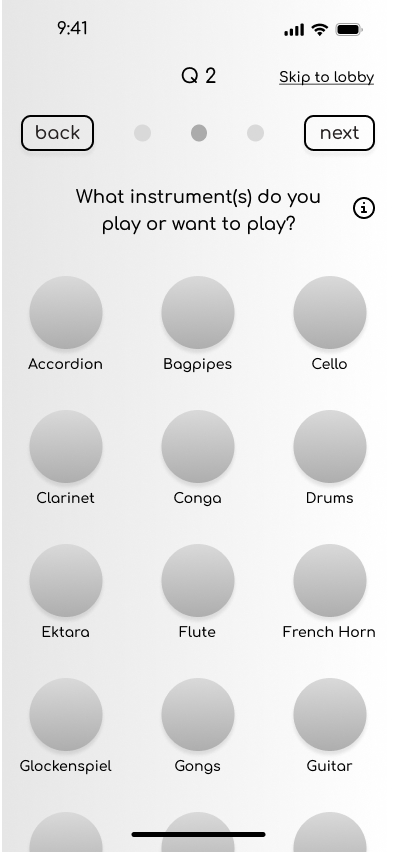 9:41
Q 2
Skip to lobby
back
next
What instrument(s) do you
play or want to play?
Accordion
Bagpipes
Cello
Clarinet
Conga
Drums
Ektara
Flute
French Horn
Glockenspiel
Gongs
Guitar